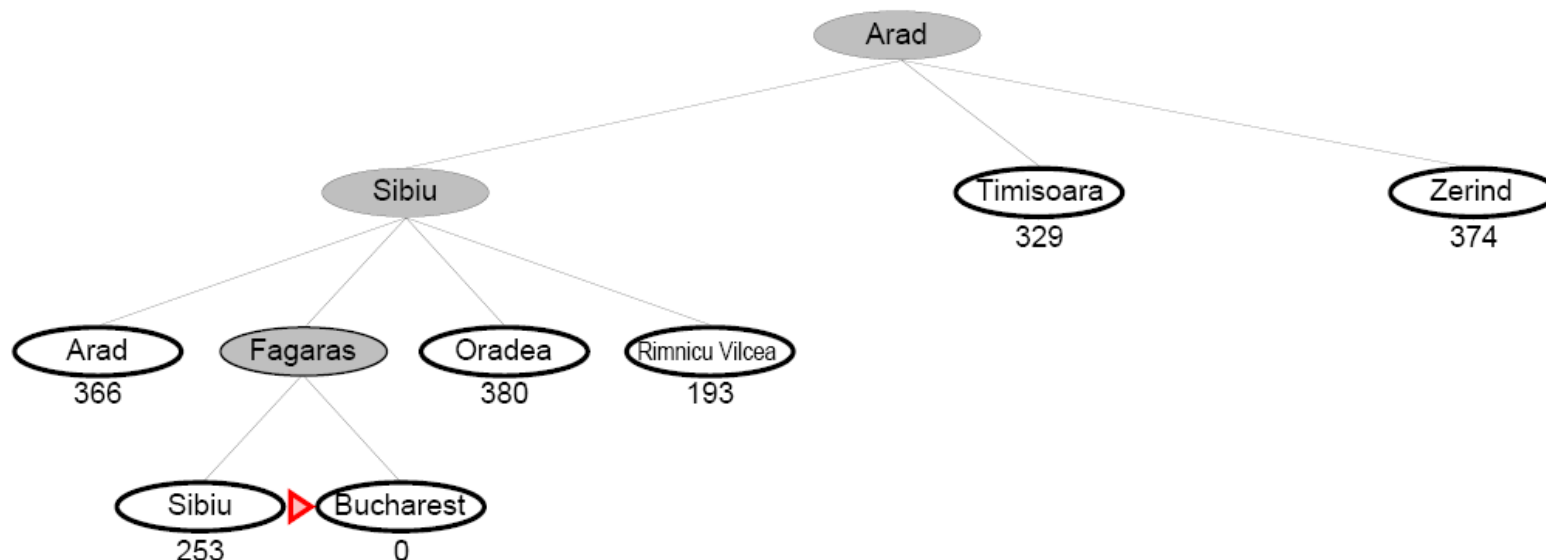 Arad
Sibiu
Timisoara
Zerind
329
374
Arad
Fagaras
Oradea
Rimnicu Vilcea
366
380
193
Sibiu
Bucharest
253
0